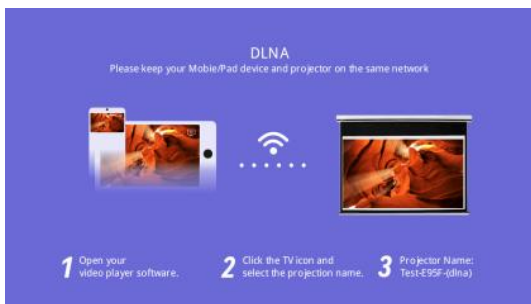 DLNA
Please keep your Mobie/Pad device and projector on the same network
1 Open your
video player software.
2 Click the TV icon and
select the projection name.
3 Projector Name:
Test-E95F-(dlna)